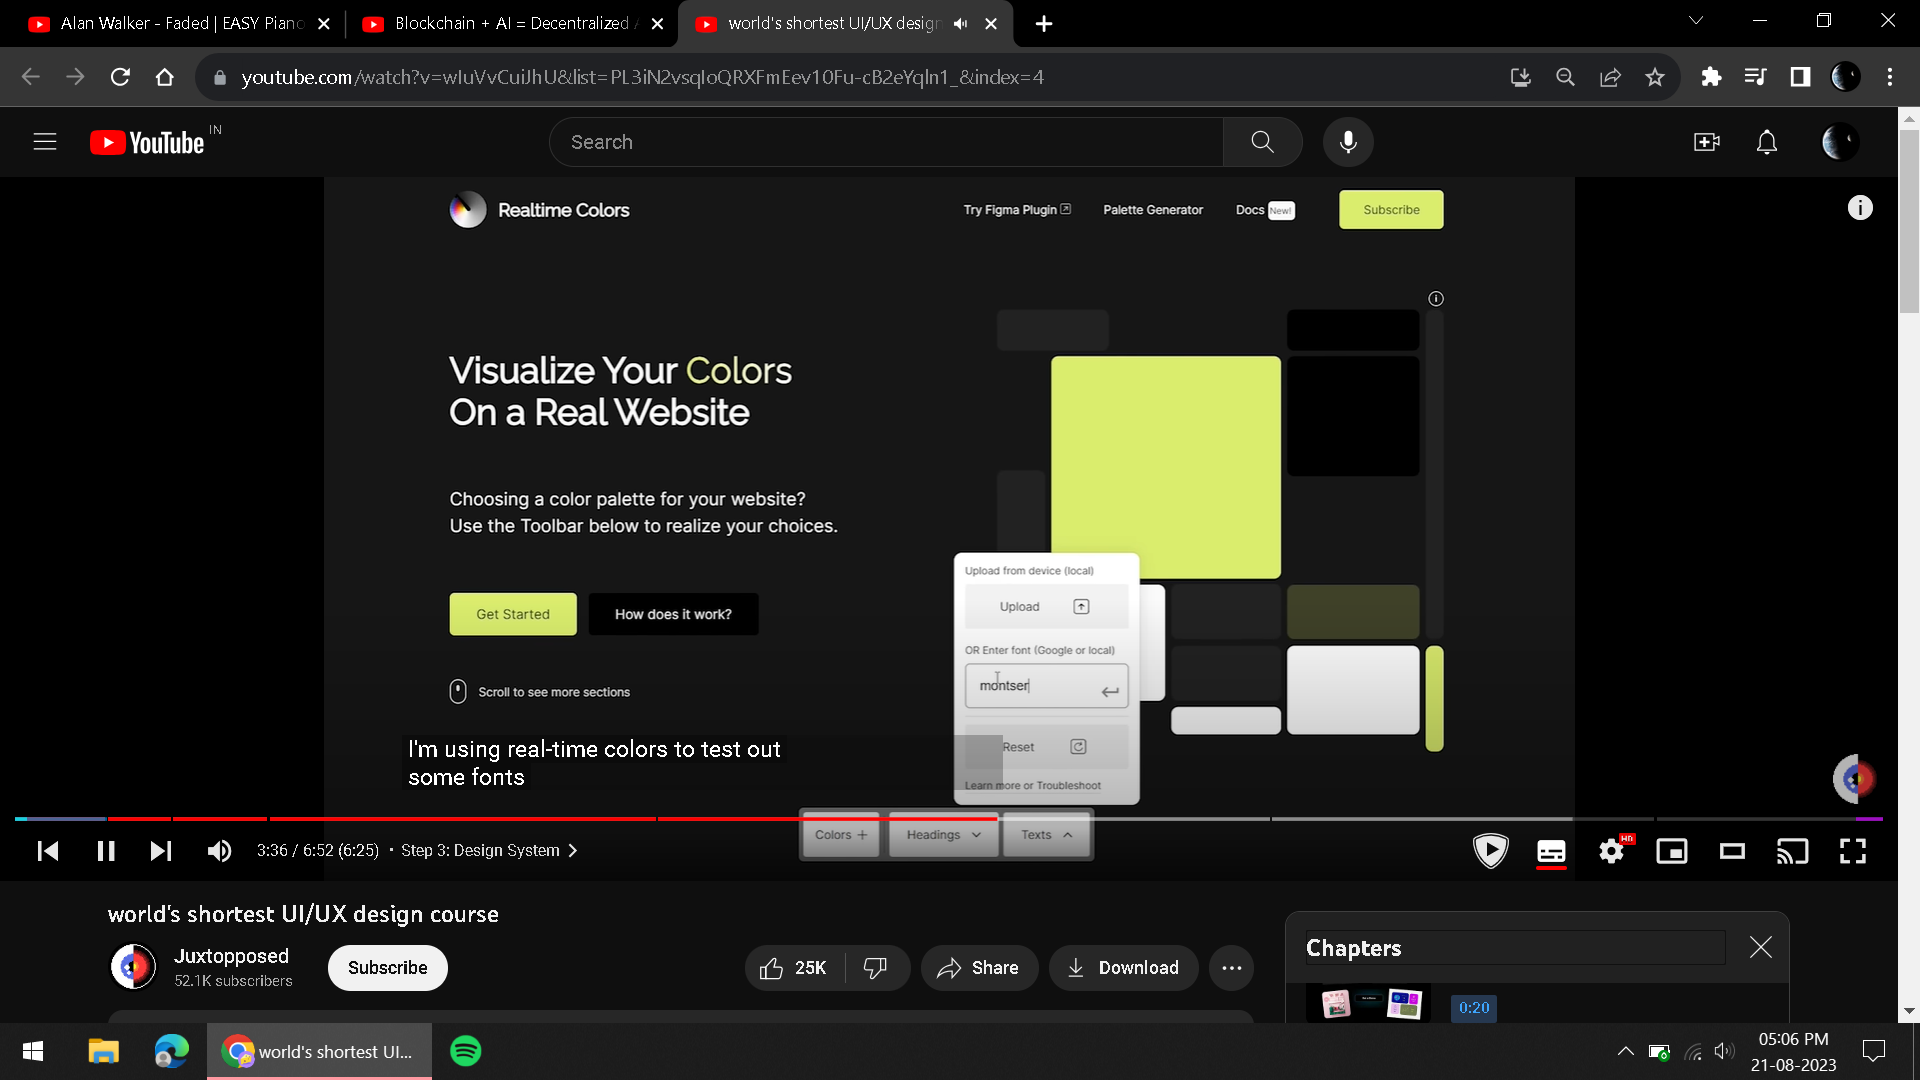 Alan Walker - Faded | EASY Piano
Blockchain + AI = Decentralized
world's shortest UI/UX design
youtube.com/watch?v=wIuVvCuiJhU&list=PL3iN2vsqIoQRXFmEev10Fu-cB2eYqln1_&index=4
YouTube IN
Search
Realtime Colors
Try Figma Plugin
Palette Generator
Docs New!
Subscribe
Visualize Your Colors
On a Real Website
Choosing a color palette for your website?
Use the Toolbar below to realize your choices.
Get Started
How does it work?
Scroll to see more sections
Upload from device (local)
Upload
OR Enter font (Google or local)
montser
Reset
Learn more or Troubleshoot
I'm using real-time colors to test out
some fonts
Colors +
Headings
Texts
3:36 / 6:52 (6:25) • Step 3: Design System
HD
world's shortest UI/UX design course
Juxtopposed
52.1K subscribers
Subscribe
25K
Share
Download
Chapters
0:20
world's shortest UI...
05:06 PM
21-08-2023